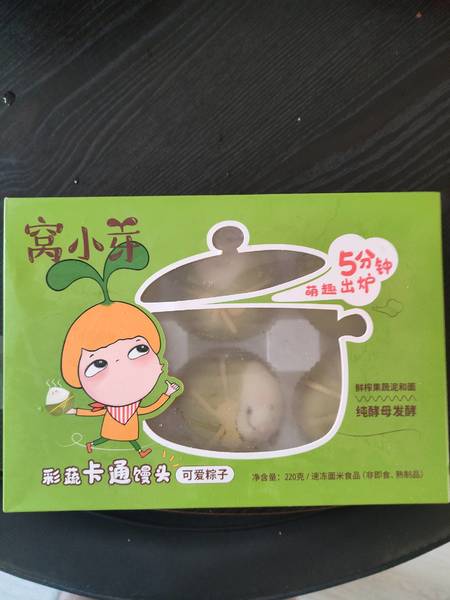 窝小芽
5分钟
萌趣出炉
鲜榨果蔬泥和面
纯酵母发酵
彩蔬卡通馒头 可爱粽子
净含量：220克/速冻面米食品（非即食、熟制品）